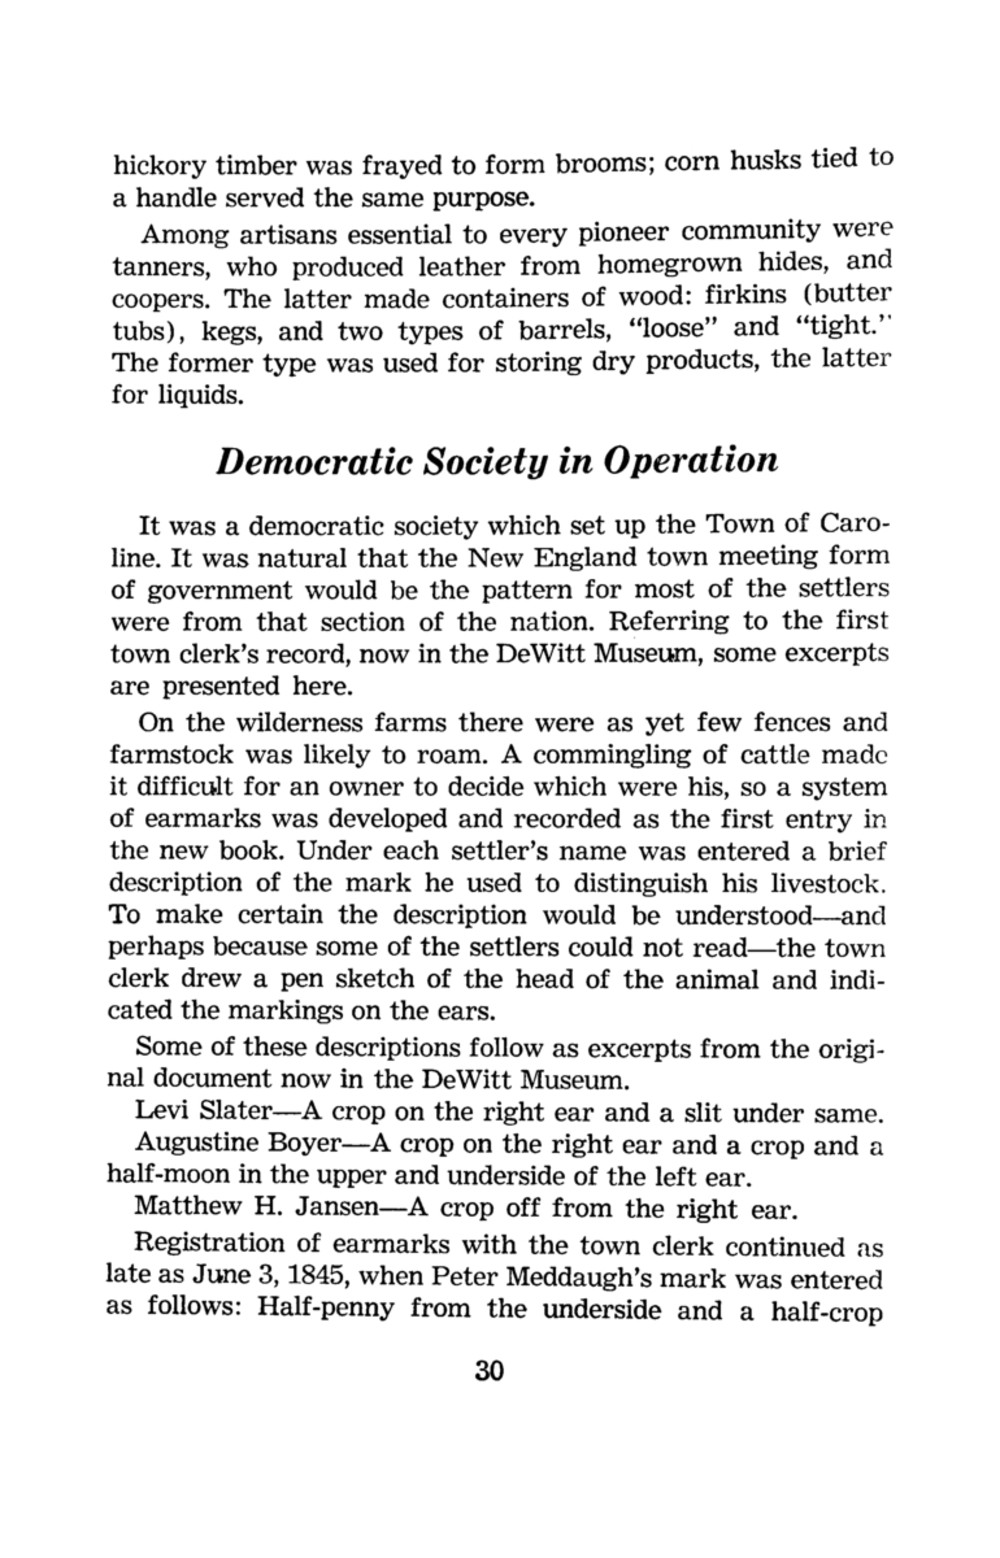 hickory timber was frayed to form brooms; corn husks tied to
a handle served the same purpose.
Among artisans essential to every pioneer community were
tanners, who produced leather from homegrown hides, and
coopers. The latter made containers of wood: firkins (butter
tubs), kegs, and two types of barrels, “loose” and “tight.”
The former type was used for storing dry products, the latter
for liquids.
Democratic Society in Operation
It was a democratic society which set up the Town of Caro-
line. It was natural that the New England town meeting form
of government would be the pattern for most of the settlers
were from that section of the nation. Referring to the first
town clerk’s record, now in the DeWitt Museum, some excerpts
are presented here.
On the wilderness farms there were as yet few fences and
farmstock was likely to roam. A commingling of cattle made
it difficult for an owner to decide which were his, so a system
of earmarks was developed and recorded as the first entry in
the new book. Under each settler’s name was entered a brief
description of the mark he used to distinguish his livestock.
To make certain the description would be understood—and
perhaps because some of the settlers could not read—the town
clerk drew a pen sketch of the head of the animal and indi-
cated the markings on the ears.
Some of these descriptions follow as excerpts from the origi-
nal document now in the DeWitt Museum.
Levi Slater—A crop on the right ear and a slit under same.
Augustine Boyer—A crop on the right ear and a crop and a
half-moon in the upper and underside of the left ear.
Matthew H. Jansen—A crop off from the right ear.
Registration of earmarks with the town clerk continued as
late as June 3, 1845, when Peter Meddaugh’s mark was entered
as follows: Half-penny from the underside and a half-crop
30